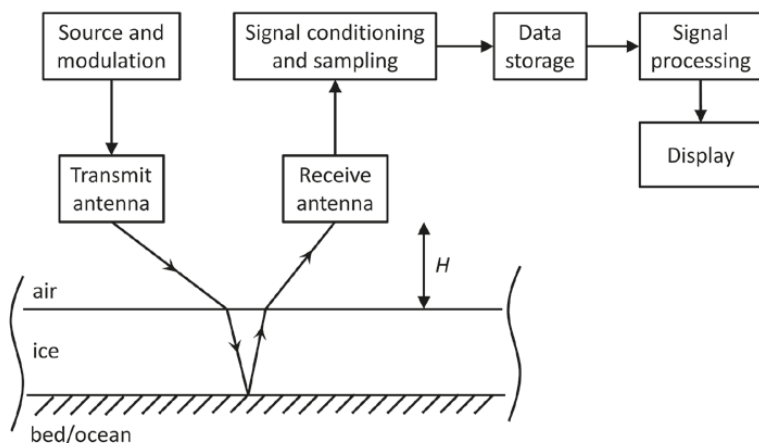 Source and
modulation
Signal conditioning
and sampling
Data
storage
Signal
processing
Display
Transmit
antenna
Receive
antenna
H
air
ice
bed/ocean